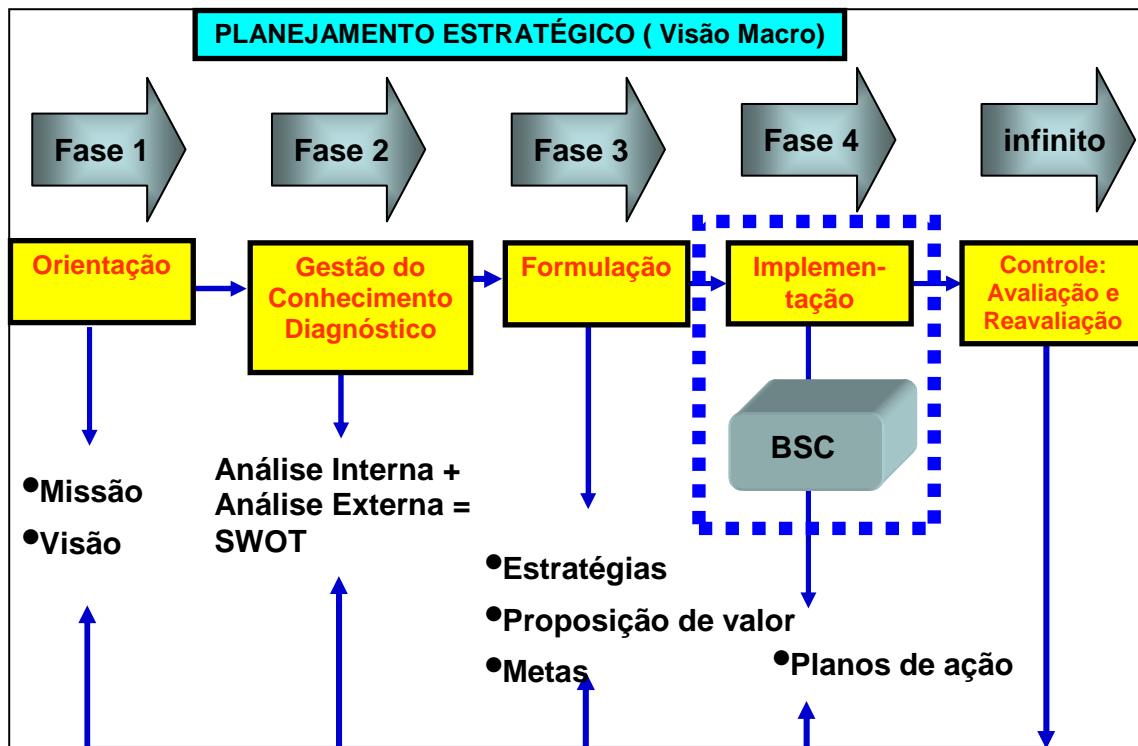 PLANEJAMENTO ESTRATÉGICO ( Visão Macro)
Fase 1
Fase 2
Fase 3
Fase 4
infinito
Orientação
Gestão do
Conhecimento
Diagnóstico
Formulação
Implemen-
tação
Controle:
Avaliação e
Reavaliação
BSC
•Missão
•Visão
Análise Interna +
Análise Externa =
SWOT
•Estratégias
•Proposição de valor
•Metas
•Planos de ação